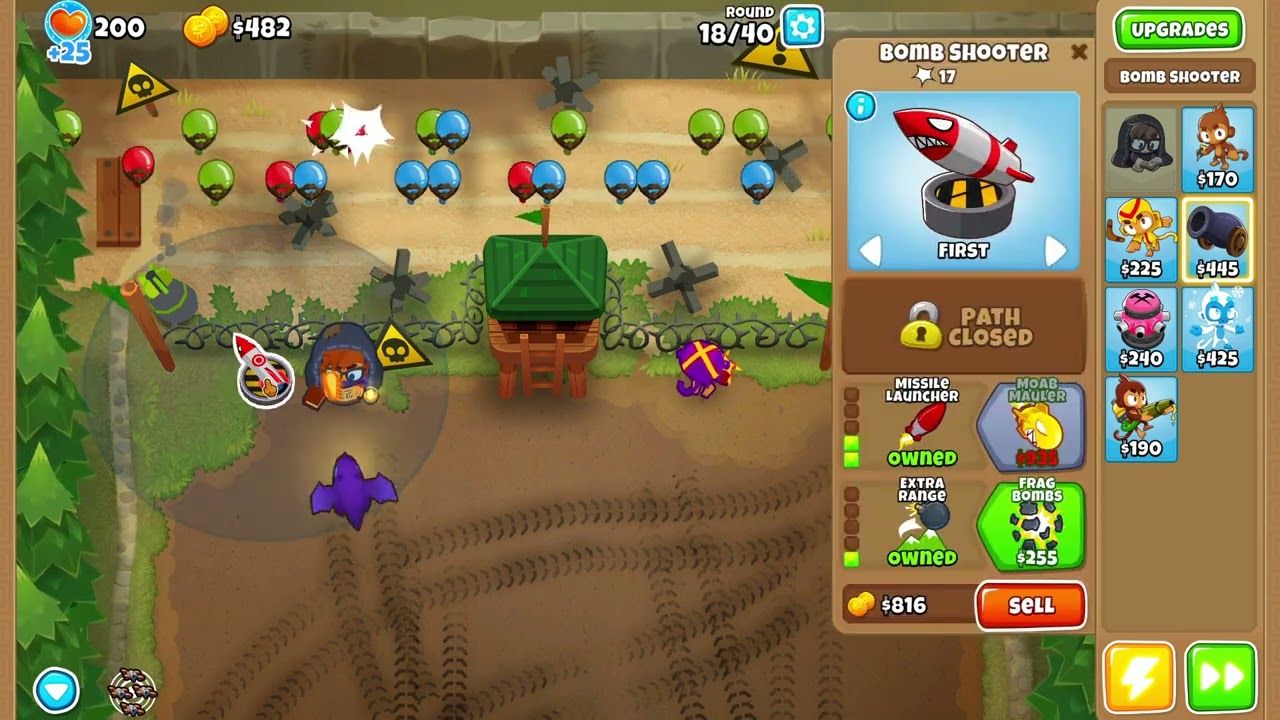 200
+25
$482
ROUND
18/40
BOMB SHOOTER
17
FIRST
PATH
CLOSED
MISSILE
LAUNCHER
OWNED
MOAB
MAULER
$935
EXTRA
RANGE
OWNED
FRAG
BOMBS
$255
$816
SELL
UPGRADES
BOMB SHOOTER
$170
$225
$445
$240
$425
$190